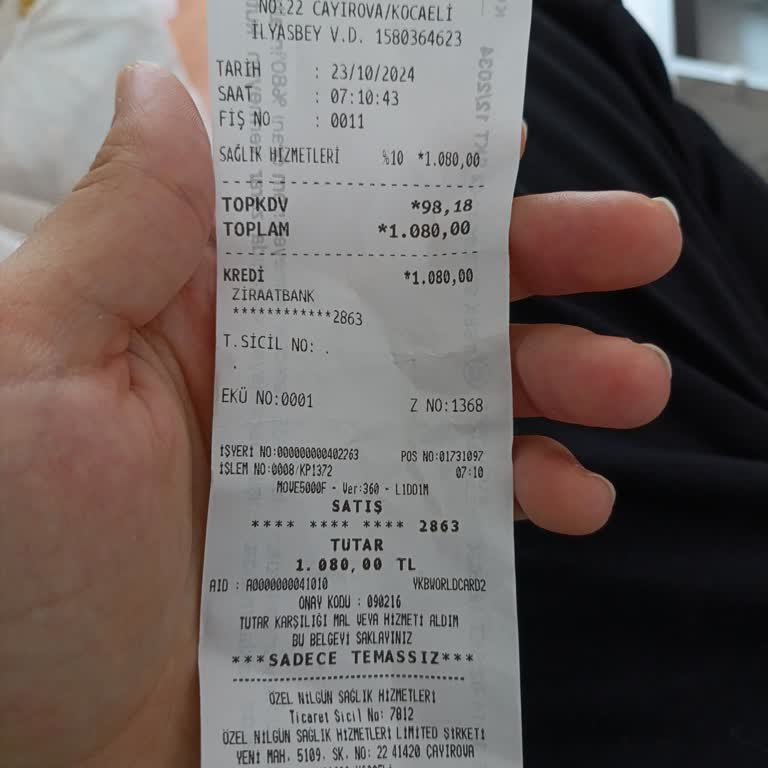 NO:22 ÇAYIROVA/KOCAELİ
İLYASBEY V.D. 1580364623
TARİH : 23/10/2024
SAAT : 07:10:43
FİŞ NO : 0011
SAĞLIK HİZMETLERİ %10 *1.080,00
TOPKDV *98,18
TOPLAM *1.080,00
KREDİ *1.080,00
ZİRAATBANK
************2863
T.SİCİL NO: .
.
EKÜ NO:0001 Z NO:1368
İŞYERİ NO:000000000402263 POS NO:01731097
İŞLEM NO:0008/KP1372 07:10
MOVE5000F - Ver:360 - L1D01M
SATIŞ
**** **** **** 2863
TUTAR
1.080,00 TL
AID : A0000000041010 YKBWORLDCARD2
ONAY KODU : 090216
TUTAR KARŞILIĞI MAL VEYA HİZMETİ ALDIM
BU BELGEYİ SAKLAYINIZ
***SADECE TEMASSIZ***
ÖZEL NİLGÜN SAĞLIK HİZMETLERİ
Ticaret Sicil No: 7812
ÖZEL NİLGÜN SAĞLIK HİZMETLERİ LİMİTED ŞİRKETİ
YENİ MAH. 5109. SK. NO: 22 41420 ÇAYIROVA